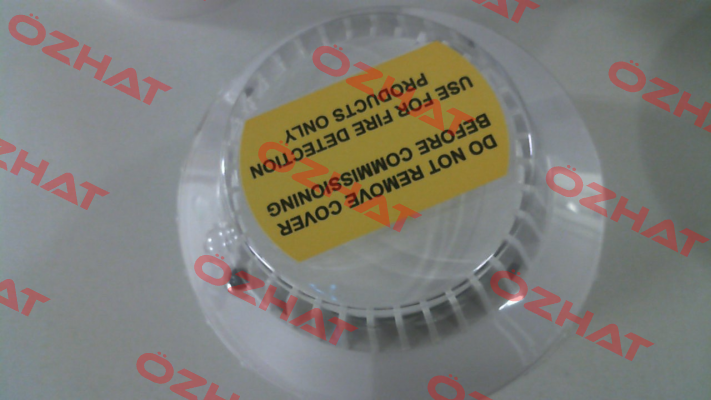 DO NOT REMOVE COVER
BEFORE COMMISSIONING
USE FOR FIRE DETECTION
PRODUCTS ONLY
ÖZHAT
ÖZHAT
ÖZHAT
ÖZHAT
ÖZHAT
ÖZHAT
ÖZHAT
ÖZHAT
ÖZHAT
ÖZHAT